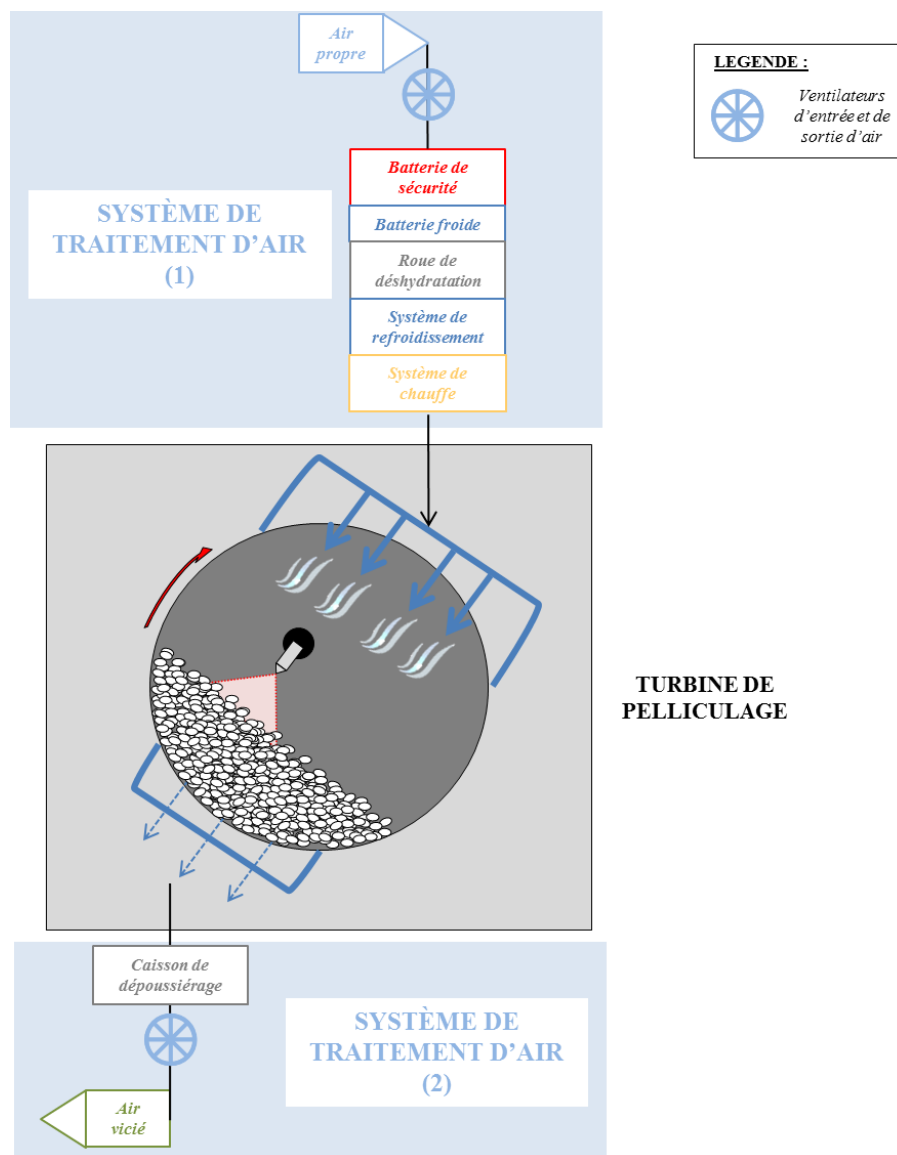 Air
propre
LEGENDE :
Ventilateurs
d'entrée et de
sortie d'air
Batterie de
sécurité
Batterie froide
Roue de
déshydratation
Système de
refroidissement
Système de
chauffe
SYSTÈME DE
TRAITEMENT D'AIR
(1)
TURBINE DE
PELLICULAGE
Caisson de
dépoussiérage
SYSTÈME DE
TRAITEMENT D'AIR
(2)
Air
vicié